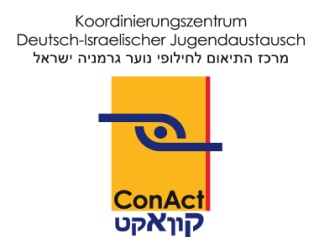 Koordinierungszentrum
Deutsch-Israelischer Jugendaustausch
מרכז התיאום לחילופי נוער גרמניה ישראל
ConAct
קונאקט